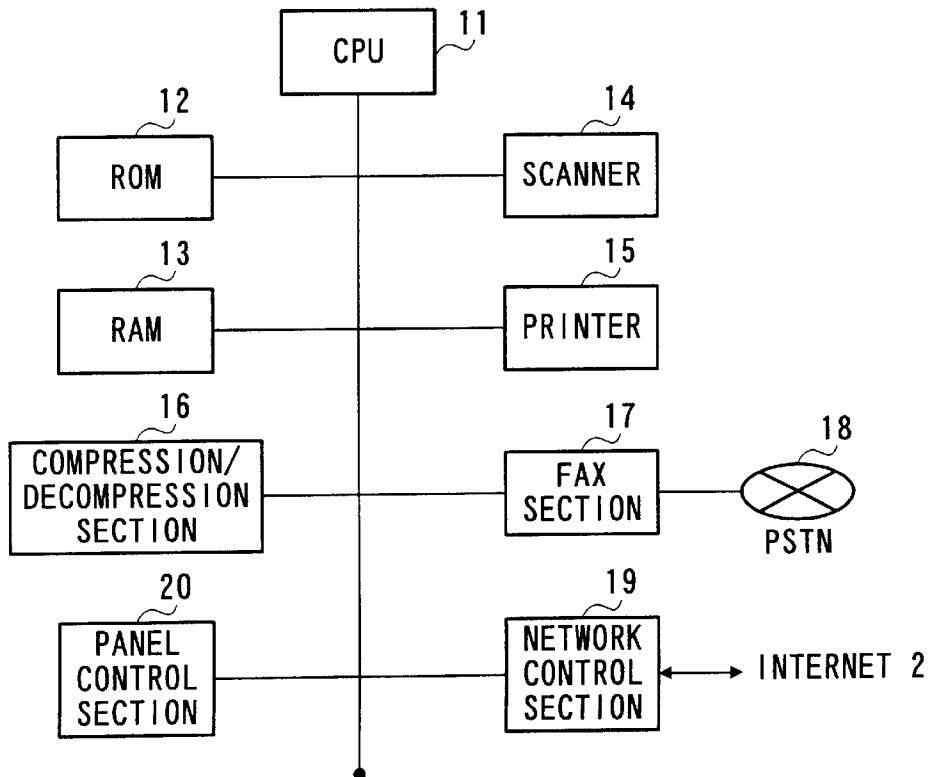 11
CPU
12
ROM
14
SCANNER
13
RAM
15
PRINTER
16
COMPRESSION/
DECOMPRESSION
SECTION
17
FAX
SECTION
18
PSTN
20
PANEL
CONTROL
SECTION
19
NETWORK
CONTROL
SECTION
INTERNET 2